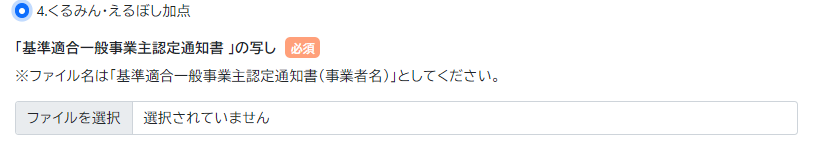 4.くるみん・えるぼし加点
「基準適合一般事業主認定通知書 」の写し 必須
※ファイル名は「基準適合一般事業主認定通知書(事業者名)」としてください。
ファイルを選択 選択されていません